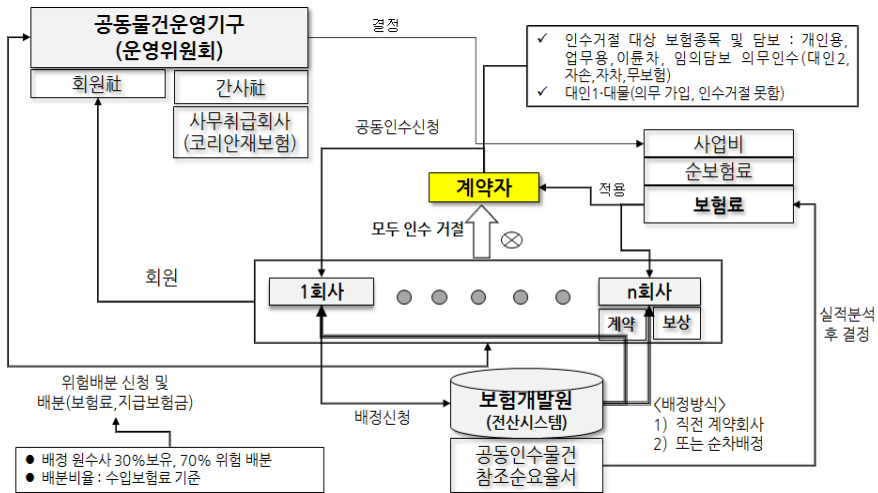 공동물건운영기구
(운영위원회)
회원社
간사社
사무취급회사
(코리안재보험)
결정
✓ 인수거절 대상 보험종목 및 담보 : 개인용,
업무용,이륜차, 임의담보 의무인수(대인2,
자손,자차,무보험)
✓ 대인1·대물(의무 가입, 인수거절 못함)
공동인수신청
사업비
순보험료
보험료
계약자
적용
모두 인수 거절
회원
1회사
n회사
계약
보상
실적분석
후 결정
위험배분 신청 및
배분(보험료,지급보험금)
배정신청
보험개발원
(전산시스템)
<배정방식>
1) 직전 계약회사
2) 또는 순차배정
공동인수물건
참조순요율서
● 배정 원수사 30%보유, 70% 위험 배분
● 배분비율 : 수입보험료 기준